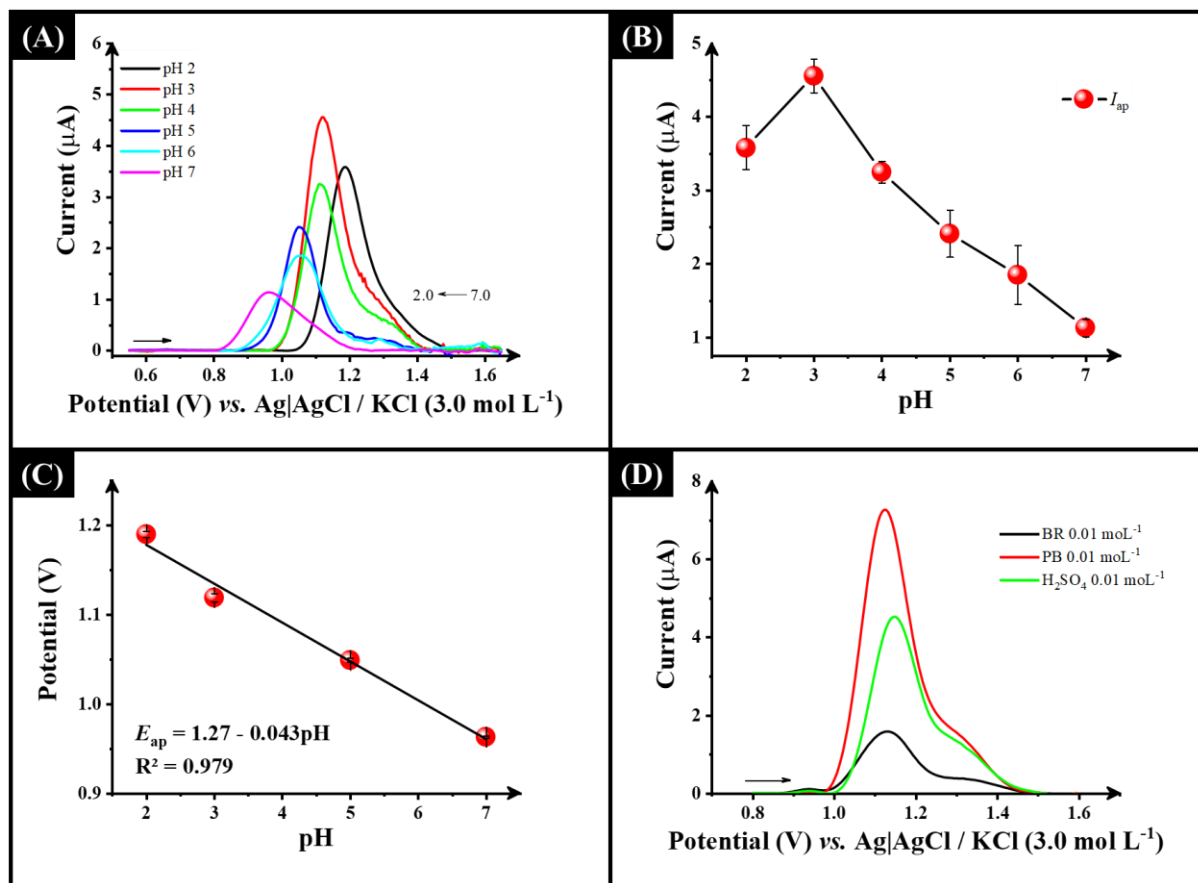 (A)
6
5
4
3
2
1
0
Current (µA)
pH 2
pH 3
pH 4
pH 5
pH 6
pH 7
2.0 ← 7.0
0.6 0.8 1.0 1.2 1.4 1.6
Potential (V) vs. Ag|AgCl / KCl (3.0 mol L⁻¹)
(B)
5
4
3
2
1
Current (µA)
I_ap
2 3 4 5 6 7
pH
(C)
1.2
1.1
1.0
0.9
Potential (V)
E_ap = 1.27 - 0.043pH
R² = 0.979
2 3 4 5 6 7
pH
(D)
8
6
4
2
0
Current (µA)
BR 0.01 moL⁻¹
PB 0.01 moL⁻¹
H₂SO₄ 0.01 moL⁻¹
0.8 1.0 1.2 1.4 1.6
Potential (V) vs. Ag|AgCl / KCl (3.0 mol L⁻¹)